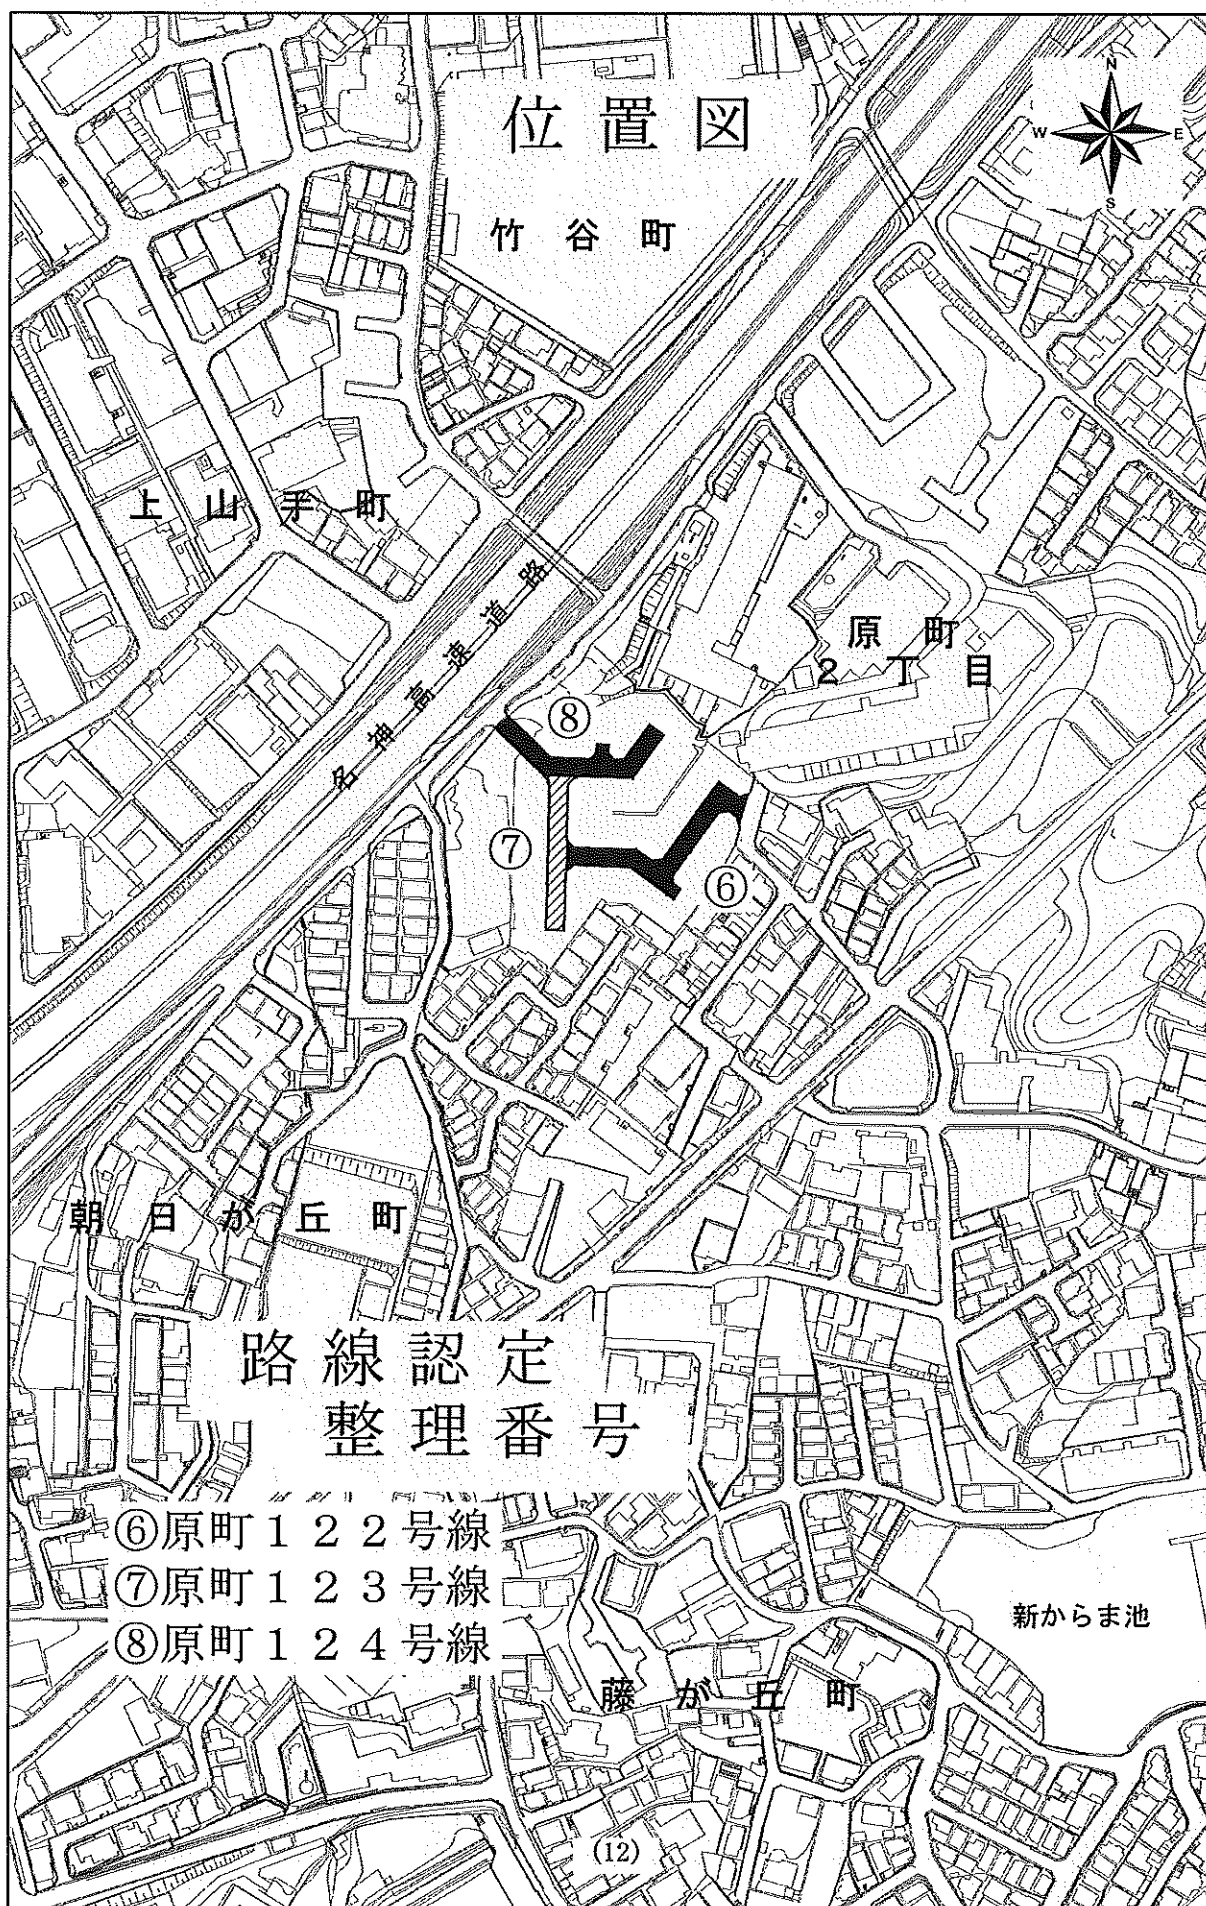 位置図
N
W
E
S
竹谷町
上山手町
名神高速道路
原町
２丁目
⑧
⑦
⑥
朝日が丘町
路線認定
整理番号
⑥原町１２２号線
⑦原町１２３号線
⑧原町１２４号線
新からま池
藤が丘町
(12)